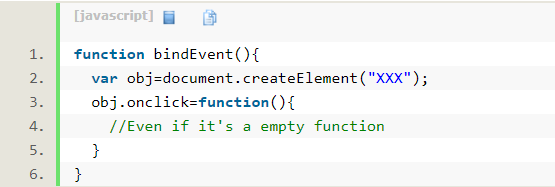 [javascript]
1. function bindEvent(){
2. var obj=document.createElement("XXX");
3. obj.onclick=function(){
4. //Even if it's a empty function
5. }
6. }